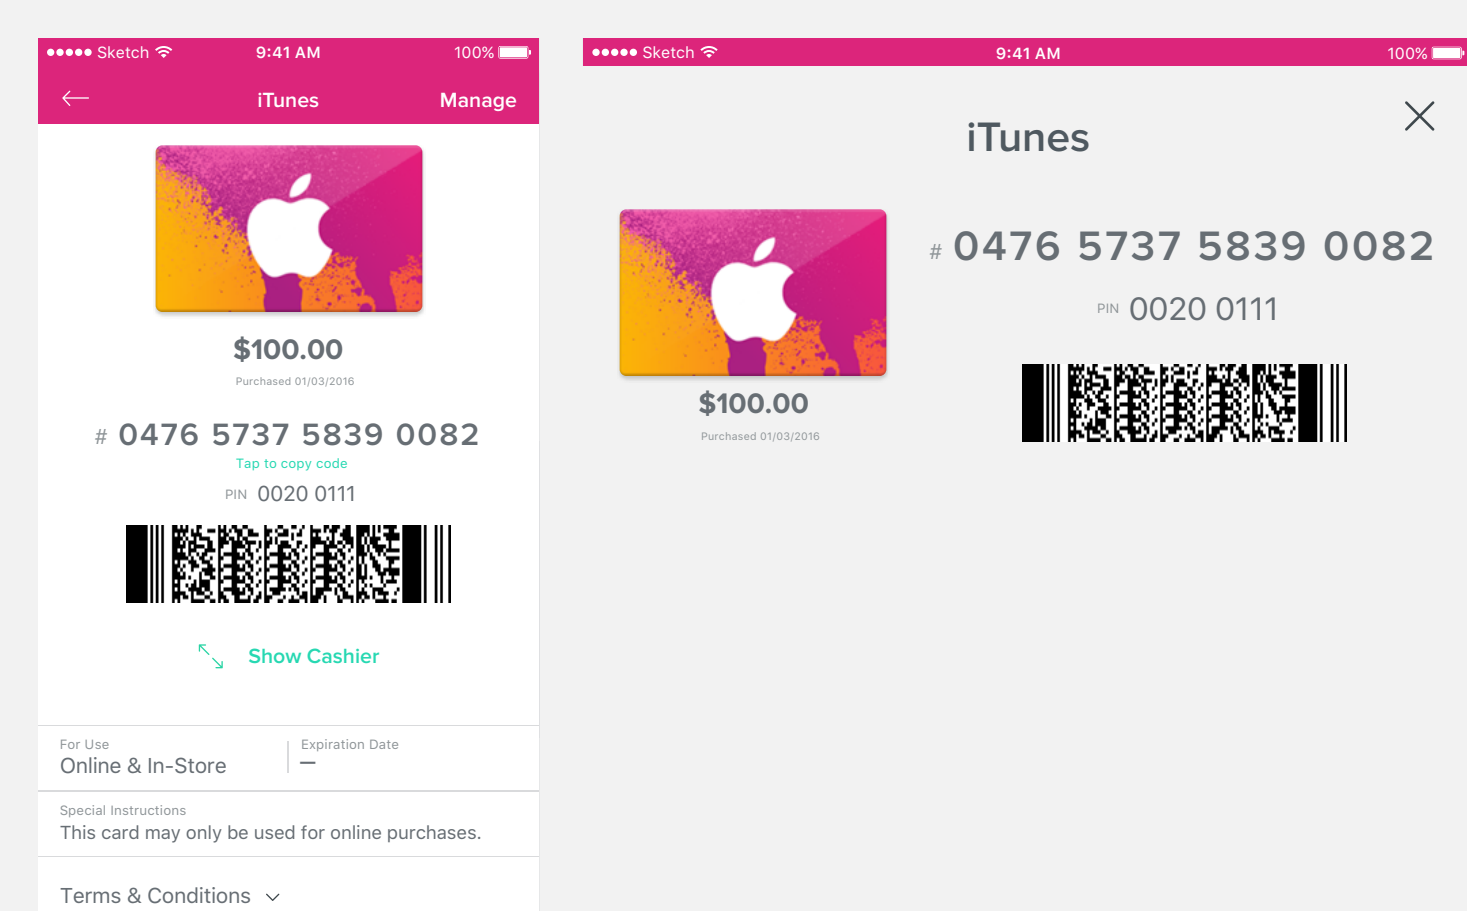 Sketch 9:41 AM 100%
iTunes Manage
$100.00
Purchased 01/03/2016
# 0476 5737 5839 0082
Tap to copy code
PIN 0020 0111
Show Cashier
For Use Expiration Date
Online & In-Store –
Special Instructions
This card may only be used for online purchases.
Terms & Conditions
Sketch 9:41 AM 100%
iTunes
# 0476 5737 5839 0082
PIN 0020 0111
$100.00
Purchased 01/03/2016